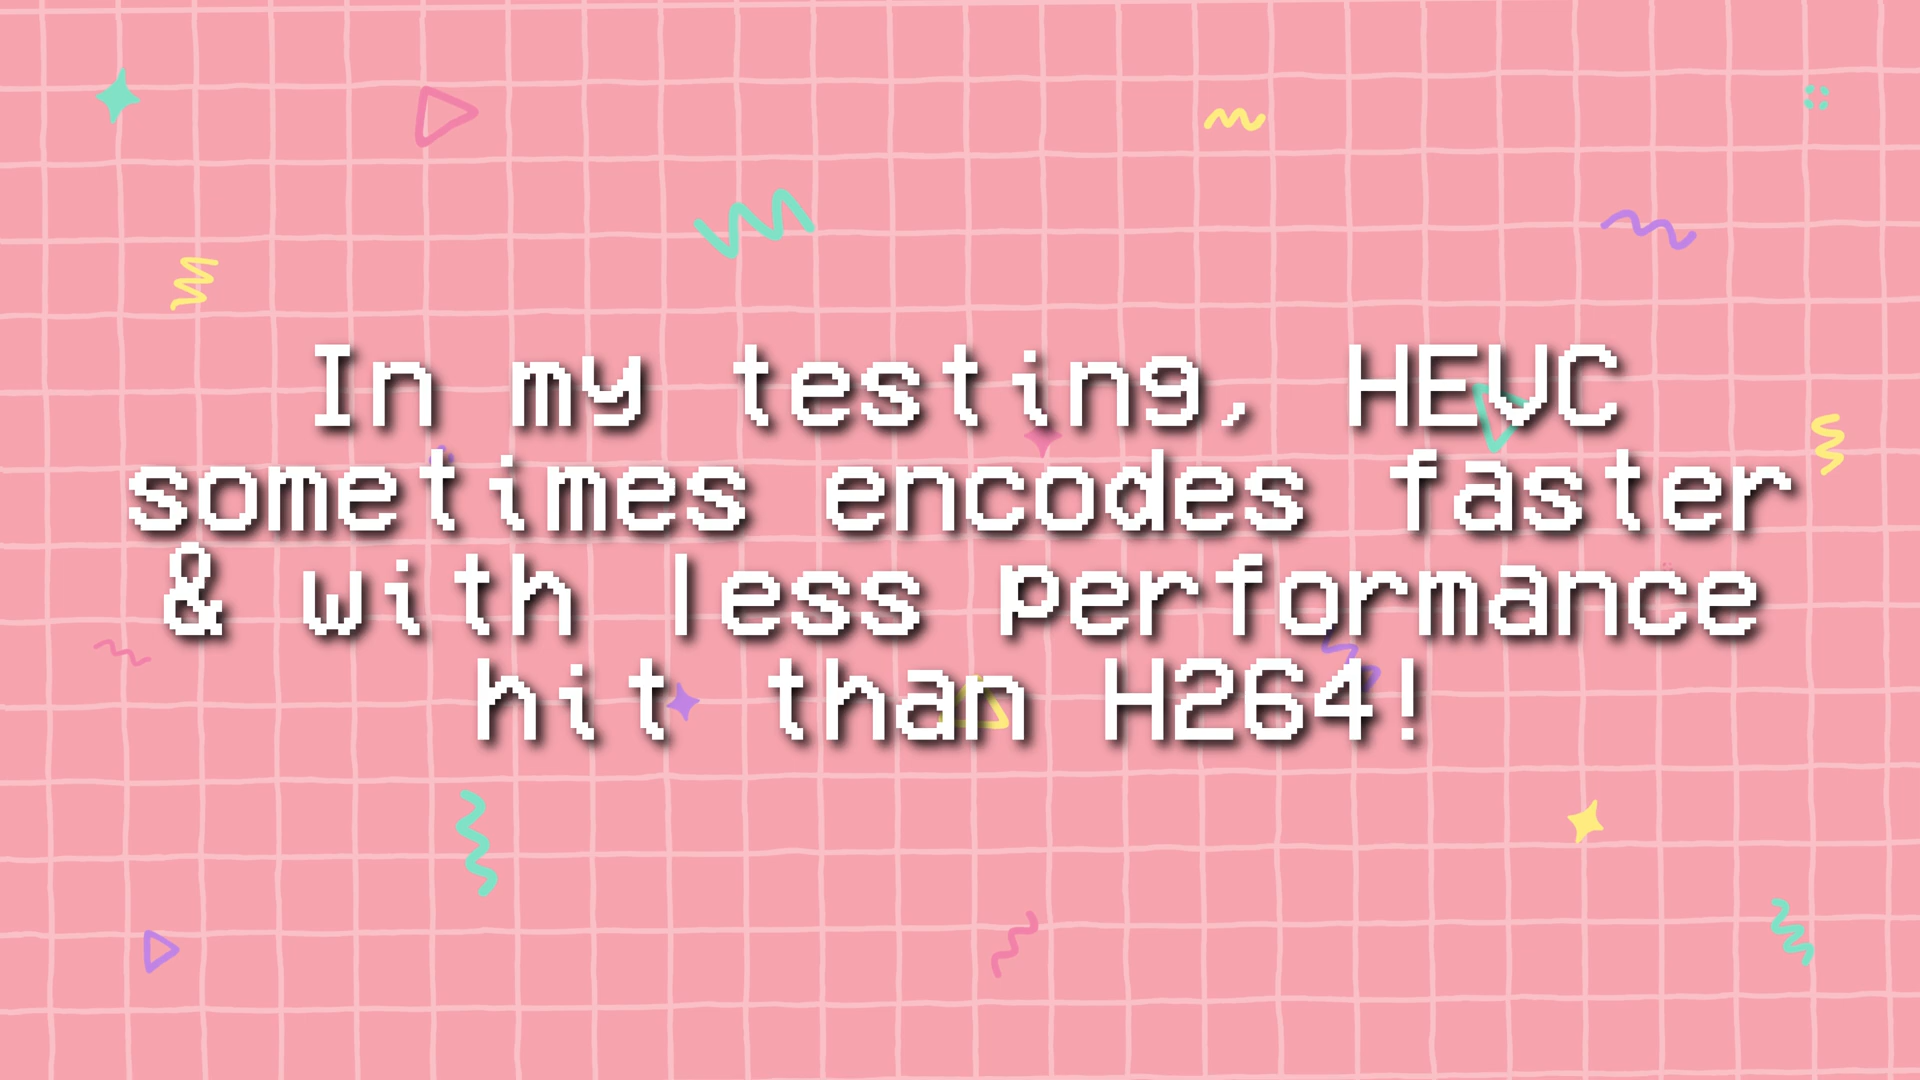 In my testing, HEVC
sometimes encodes faster
& with less performance
hit than H264!